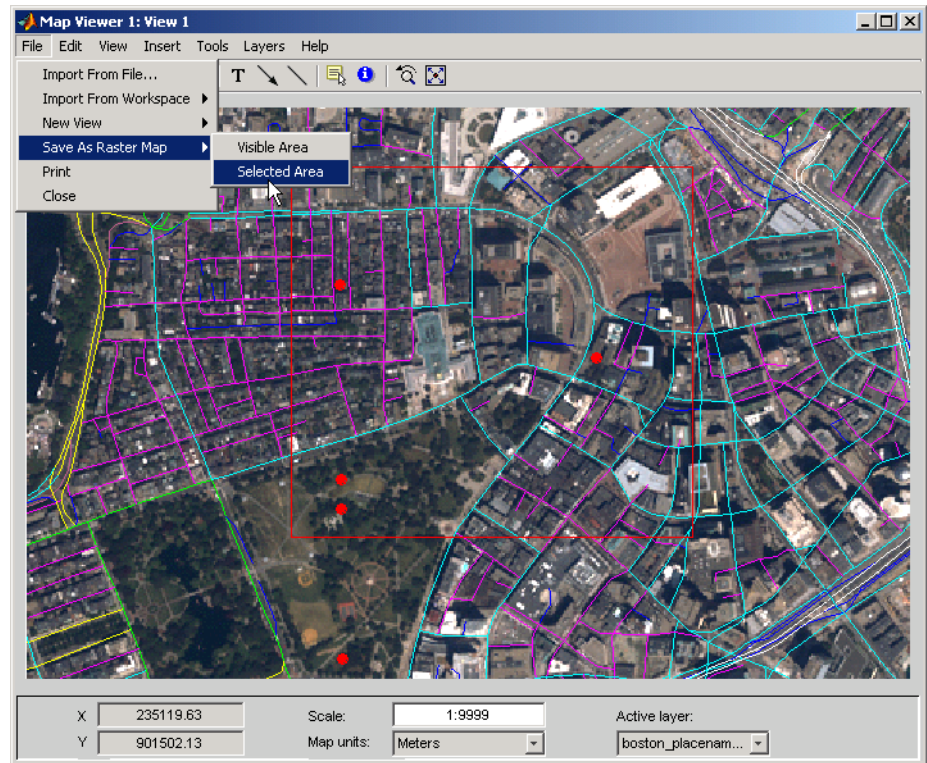 Map Viewer 1: View 1
File Edit View Insert Tools Layers Help
Import From File...
Import From Workspace
New View
Save As Raster Map
Print
Close
Visible Area
Selected Area
T
X 235119.63 Scale: 1:9999 Active layer:
Y 901502.13 Map units: Meters boston_placenam...